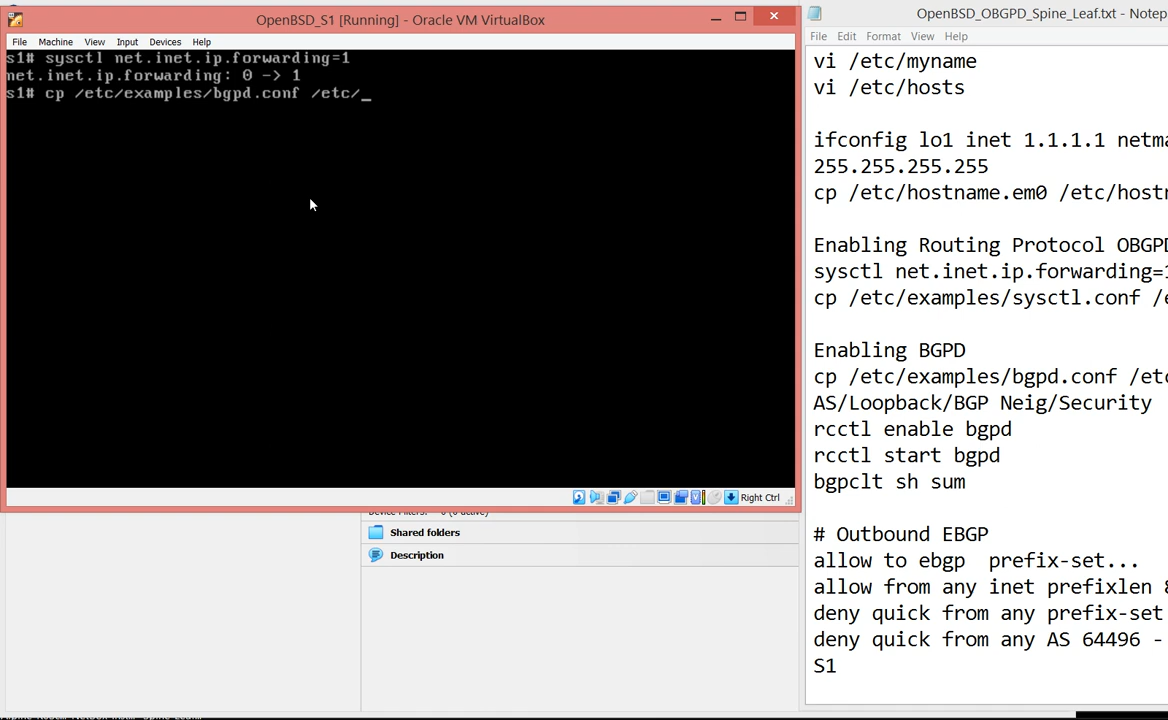 OpenBSD_S1 [Running] - Oracle VM VirtualBox
File Machine View Input Devices Help
s1# sysctl net.inet.ip.forwarding=1
net.inet.ip.forwarding: 0 -> 1
s1# cp /etc/examples/bgpd.conf /etc/_
Right Ctrl
Shared folders
Description
OpenBSD_OBGPD_Spine_Leaf.txt - Notep
File Edit Format View Help
vi /etc/myname
vi /etc/hosts
ifconfig lo1 inet 1.1.1.1 netma
255.255.255.255
cp /etc/hostname.em0 /etc/hostn
Enabling Routing Protocol OBGPD
sysctl net.inet.ip.forwarding=1
cp /etc/examples/sysctl.conf /e
Enabling BGPD
cp /etc/examples/bgpd.conf /etc
AS/Loopback/BGP Neig/Security
rcctl enable bgpd
rcctl start bgpd
bgpclt sh sum
# Outbound EBGP
allow to ebgp  prefix-set...
allow from any inet prefixlen 8
deny quick from any prefix-set
deny quick from any AS 64496 -
S1